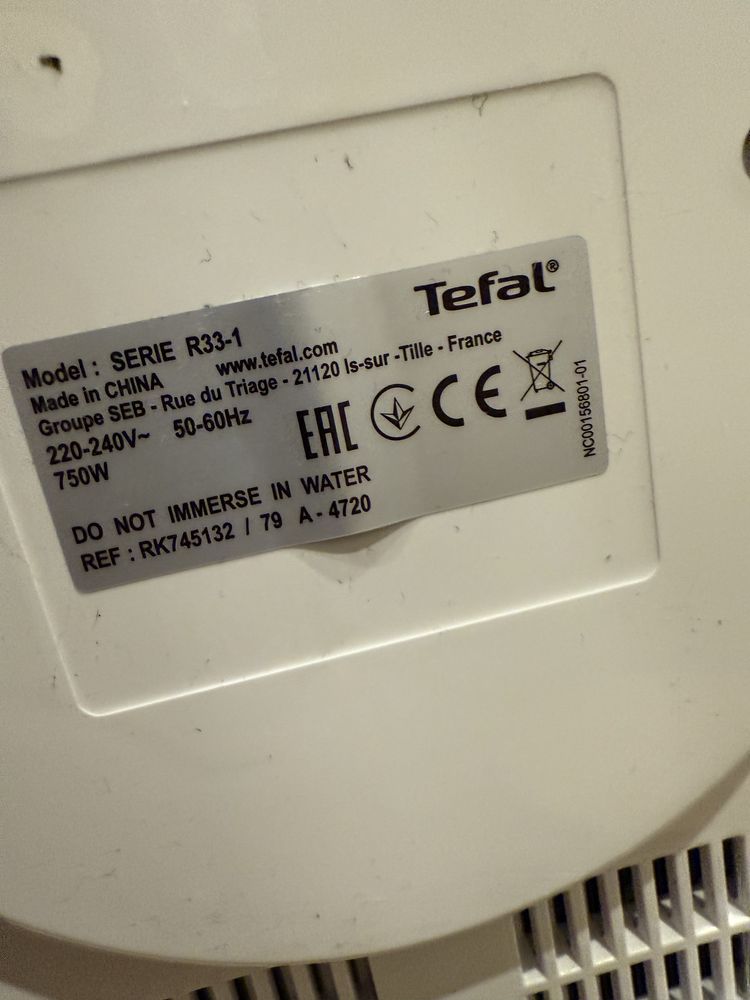 Tefal®
Model : SERIE R33-1
Made in CHINA www.tefal.com
Groupe SEB - Rue du Triage - 21120 Is-sur -Tille - France
220-240V~ 50-60Hz
750W
EAC CE
DO NOT IMMERSE IN WATER
REF : RK745132 / 79 A - 4720
NC00156801-01